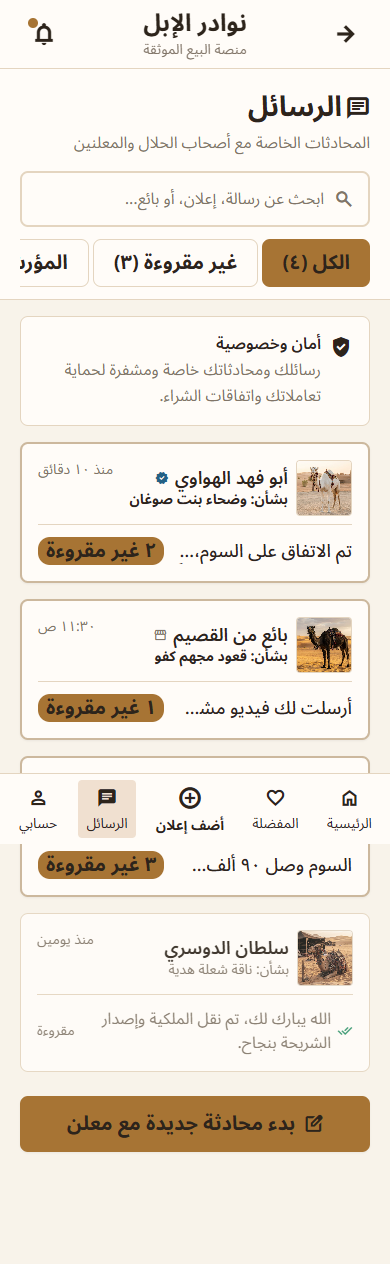 نوادر الإبل
منصة البيع الموثقة
الرسائل
المحادثات الخاصة مع أصحاب الحلال والمعلنين
ابحث عن رسالة، إعلان، أو بائع...
الكل (٤)
غير مقروءة (٣)
أمان وخصوصية
رسائلك ومحادثاتك خاصة ومشفرة لحماية
تعاملاتك واتفاقات الشراء.
أبو فهد الهواوي
منذ ١٠ دقائق
بشأن: وضحاء بنت صوغان
تم الاتفاق على السوم،...
٢ غير مقروءة
بائع من القصيم
١١:٣٠ ص
بشأن: قعود مجهم كفو
أرسلت لك فيديو مشـ...
١ غير مقروءة
الرئيسية
المفضلة
أضف إعلان
الرسائل
حسابي
السوم وصل ٩٠ ألف...
٣ غير مقروءة
سلطان الدوسري
منذ يومين
بشأن: ناقة شعلة هدية
الله يبارك لك، تم نقل الملكية وإصدار
الشريحة بنجاح.
مقروءة
بدء محادثة جديدة مع معلن